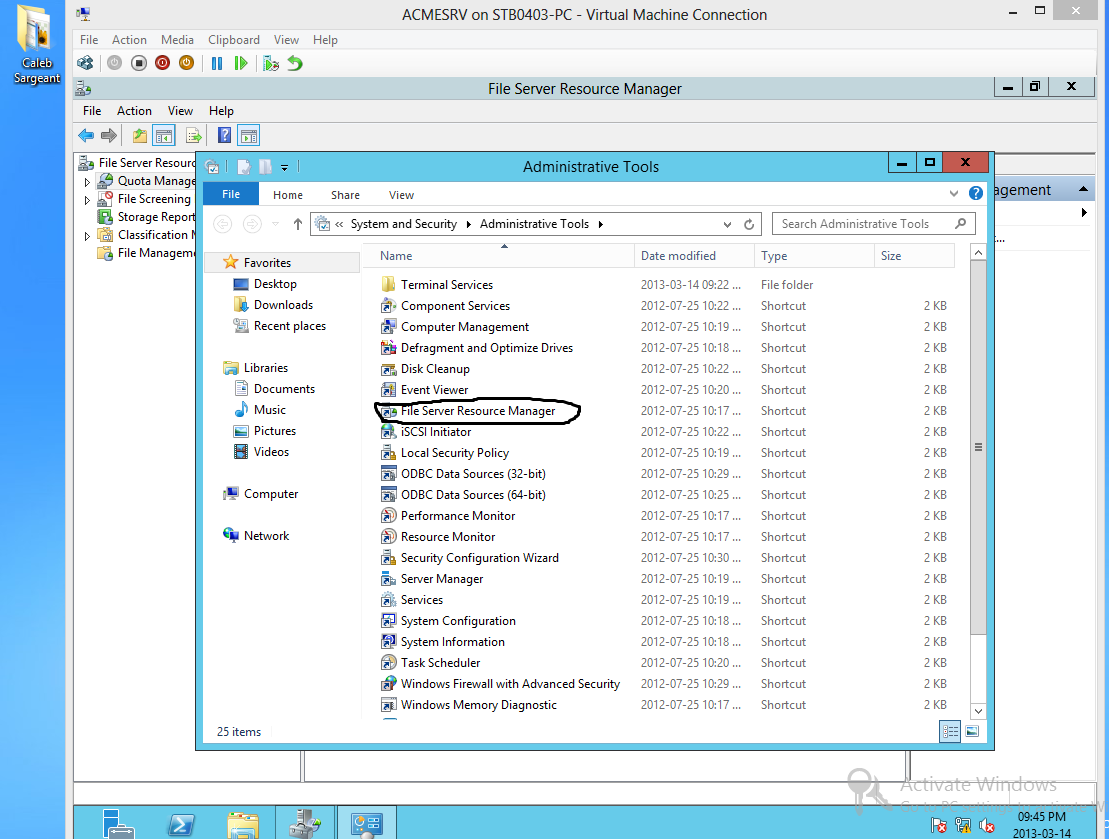 Caleb
Sargeant
ACMESRV on STB0403-PC - Virtual Machine Connection
File Action Media Clipboard View Help
File Server Resource Manager
File Action View Help
File Server Resourc
Quota Manage
File Screening
Storage Report
Classification M
File Manageme
agement
...
Administrative Tools
File Home Share View
« System and Security Administrative Tools Search Administrative Tools
Favorites
Desktop
Downloads
Recent places
Libraries
Documents
Music
Pictures
Videos
Computer
Network
Name Date modified Type Size
Terminal Services 2013-03-14 09:22 ... File folder
Component Services 2012-07-25 10:22 ... Shortcut 2 KB
Computer Management 2012-07-25 10:19 ... Shortcut 2 KB
Defragment and Optimize Drives 2012-07-25 10:18 ... Shortcut 2 KB
Disk Cleanup 2012-07-25 10:22 ... Shortcut 2 KB
Event Viewer 2012-07-25 10:20 ... Shortcut 2 KB
File Server Resource Manager 2012-07-25 10:17 ... Shortcut 2 KB
iSCSI Initiator 2012-07-25 10:22 ... Shortcut 2 KB
Local Security Policy 2012-07-25 10:19 ... Shortcut 2 KB
ODBC Data Sources (32-bit) 2012-07-25 10:29 ... Shortcut 2 KB
ODBC Data Sources (64-bit) 2012-07-25 10:25 ... Shortcut 2 KB
Performance Monitor 2012-07-25 10:17 ... Shortcut 2 KB
Resource Monitor 2012-07-25 10:17 ... Shortcut 2 KB
Security Configuration Wizard 2012-07-25 10:30 ... Shortcut 2 KB
Server Manager 2012-07-25 10:19 ... Shortcut 2 KB
Services 2012-07-25 10:19 ... Shortcut 2 KB
System Configuration 2012-07-25 10:18 ... Shortcut 2 KB
System Information 2012-07-25 10:18 ... Shortcut 2 KB
Task Scheduler 2012-07-25 10:20 ... Shortcut 2 KB
Windows Firewall with Advanced Security 2012-07-25 10:29 ... Shortcut 2 KB
Windows Memory Diagnostic 2012-07-25 10:17 ... Shortcut 2 KB
25 items
Activate Windows
Go to PC settings to activate W
09:45 PM
2013-03-14